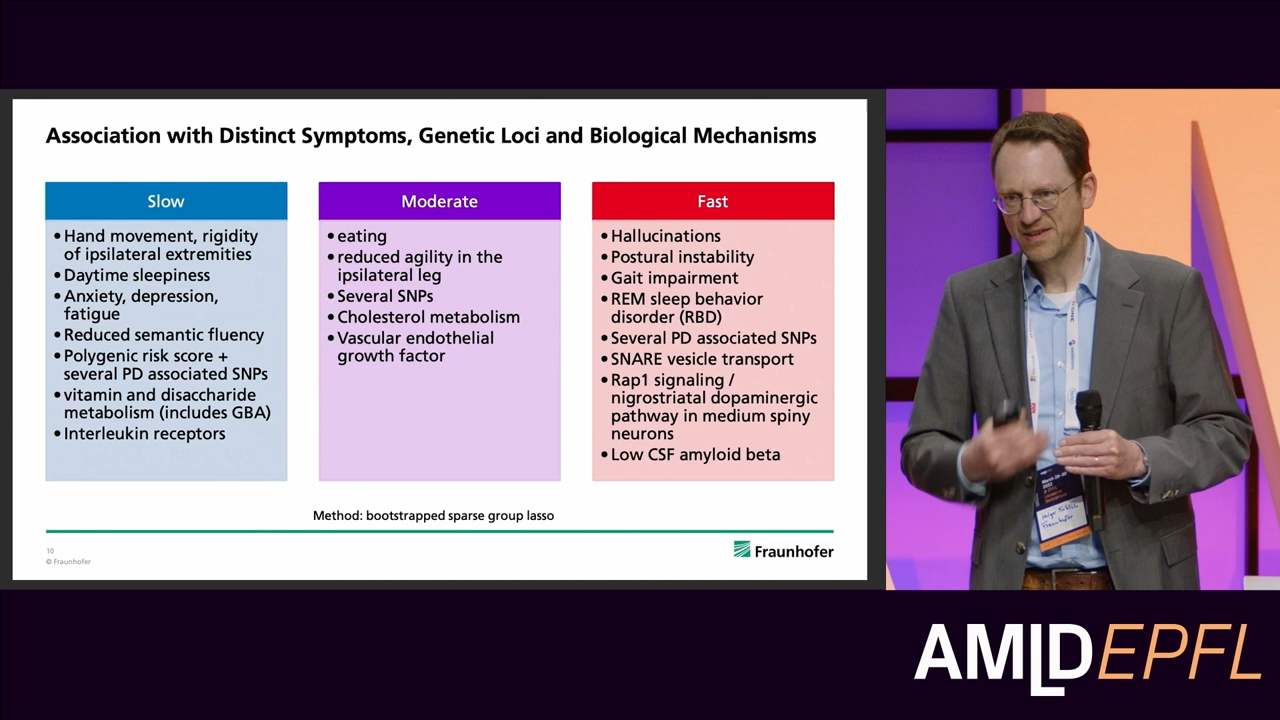 Association with Distinct Symptoms, Genetic Loci and Biological Mechanisms
Slow
•Hand movement, rigidity
of ipsilateral extremities
•Daytime sleepiness
•Anxiety, depression,
fatigue
•Reduced semantic fluency
•Polygenic risk score +
several PD associated SNPs
•vitamin and disaccharide
metabolism (includes GBA)
•Interleukin receptors
Moderate
•eating
•reduced agility in the
ipsilateral leg
•Several SNPs
•Cholesterol metabolism
•Vascular endothelial
growth factor
Fast
•Hallucinations
•Postural instability
•Gait impairment
•REM sleep behavior
disorder (RBD)
•Several PD associated SNPs
•SNARE vesicle transport
•Rap1 signaling /
nigrostriatal dopaminergic
pathway in medium spiny
neurons
•Low CSF amyloid beta
Method: bootstrapped sparse group lasso
10
© Fraunhofer
Fraunhofer
Fraunhofer
AMLDEPFL